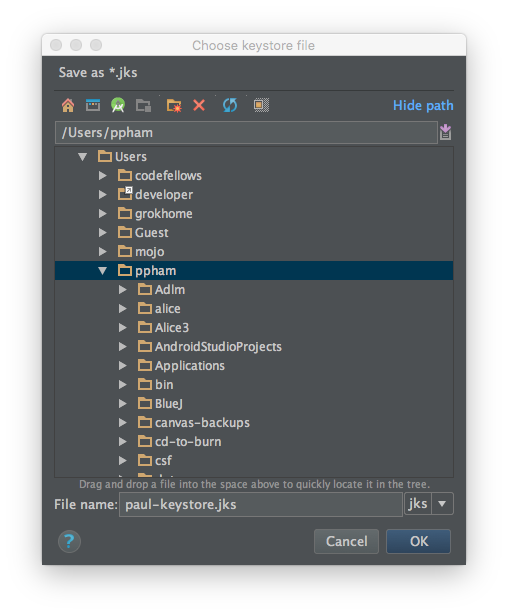 Choose keystore file
Save as *.jks
Hide path
/Users/ppham
Users
codefellows
developer
grokhome
Guest
mojo
ppham
Adlm
alice
Alice3
AndroidStudioProjects
Applications
bin
BlueJ
canvas-backups
cd-to-burn
csf
Drag and drop a file into the space above to quickly locate it in the tree.
File name: paul-keystore.jks jks
? Cancel OK